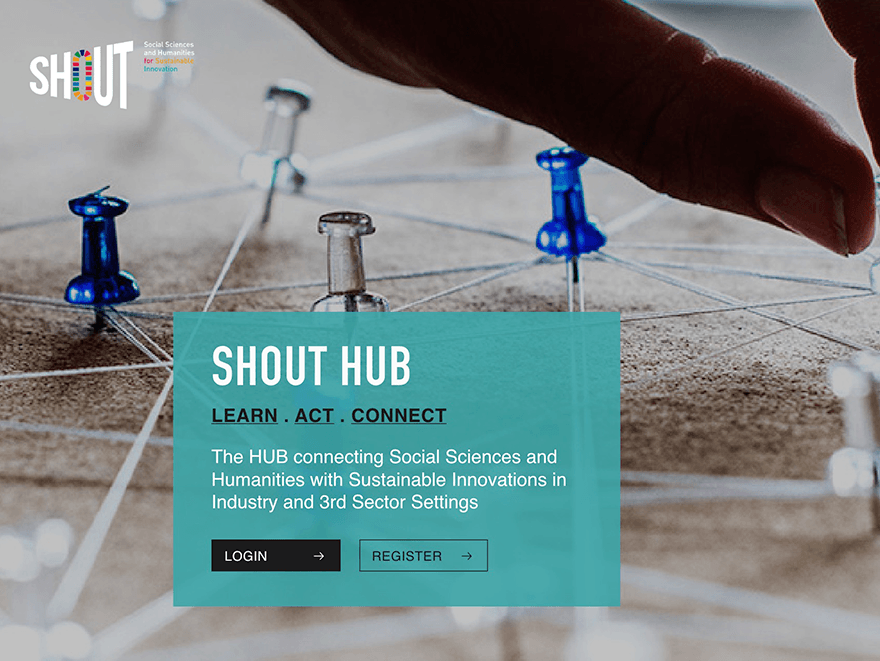 SHOUT
Social Sciences
and Humanities
for Sustainable
Innovation
SHOUT HUB
LEARN . ACT . CONNECT
The HUB connecting Social Sciences and
Humanities with Sustainable Innovations in
Industry and 3rd Sector Settings
LOGIN →
REGISTER →